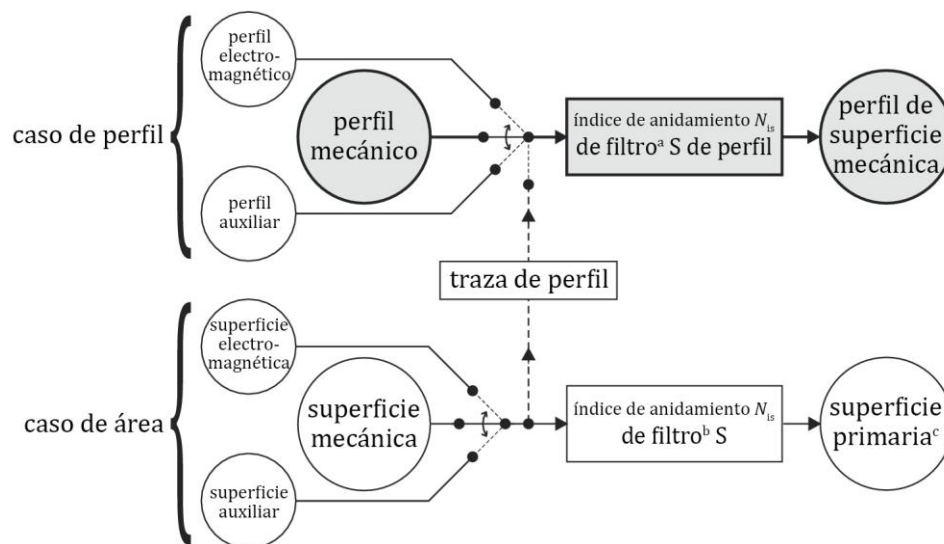 perfil
electro-
magnético
caso de perfil
perfil
mecánico
índice de anidamiento Nis
de filtroa S de perfil
perfil de
superficie
mecánica
perfil
auxiliar
traza de perfil
superficie
electro-
magnética
caso de área
superficie
mecánica
índice de anidamiento Nis
de filtrob S
superficie
primariac
superficie
auxiliar